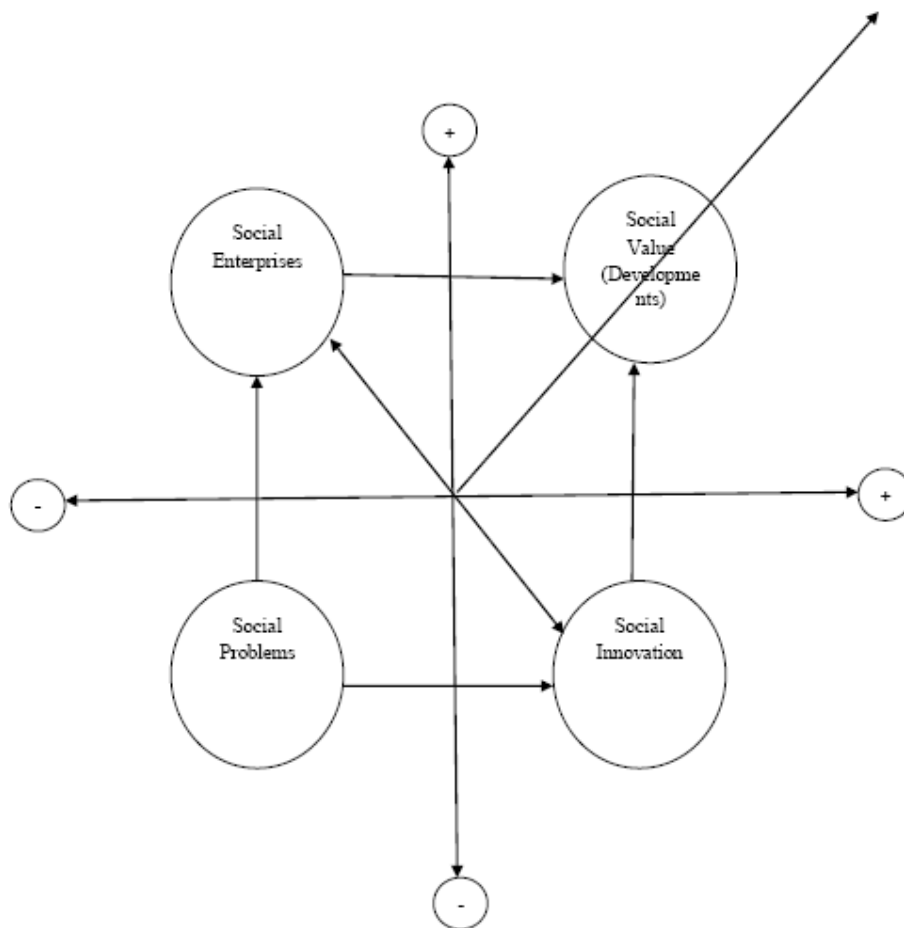 +
Social
Enterprises
Social
Value
(Developme
nts)
-
+
Social
Problems
Social
Innovation
-